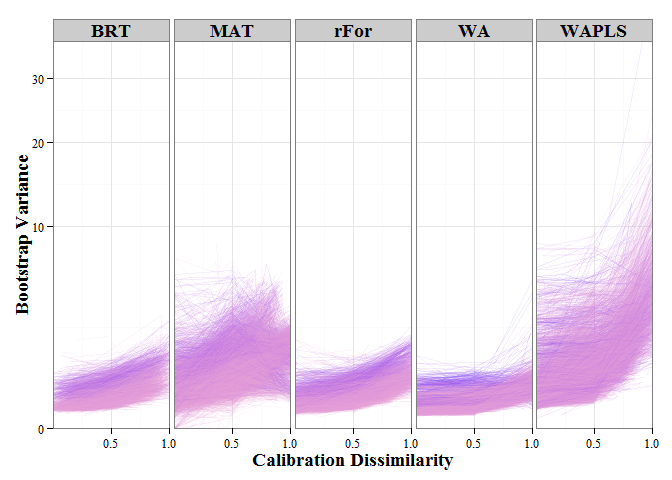 BRT MAT rFor WA WAPLS
30
20
10
0
0.5 1.0 0.5 1.0 0.5 1.0 0.5 1.0 0.5 1.0
Bootstrap Variance
Calibration Dissimilarity